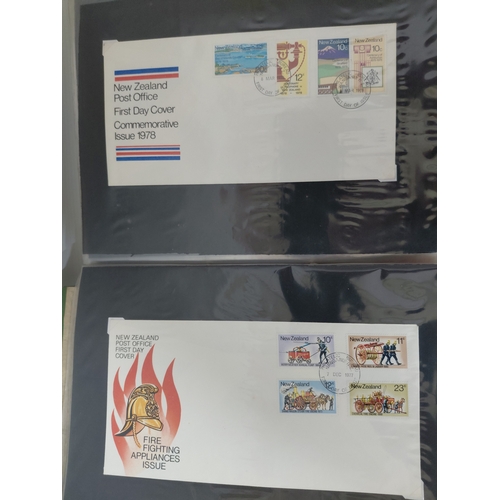 New Zealand
Post Office
First Day Cover
Commemorative
Issue 1978
12c
New Zealand
10c
New Zealand
10c
NEW ZEALAND
POST OFFICE
FIRST DAY
COVER
FIRE
FIGHTING
APPLIANCES
ISSUE
New Zealand 10c
New Zealand 11c
New Zealand 12c
New Zealand 23c